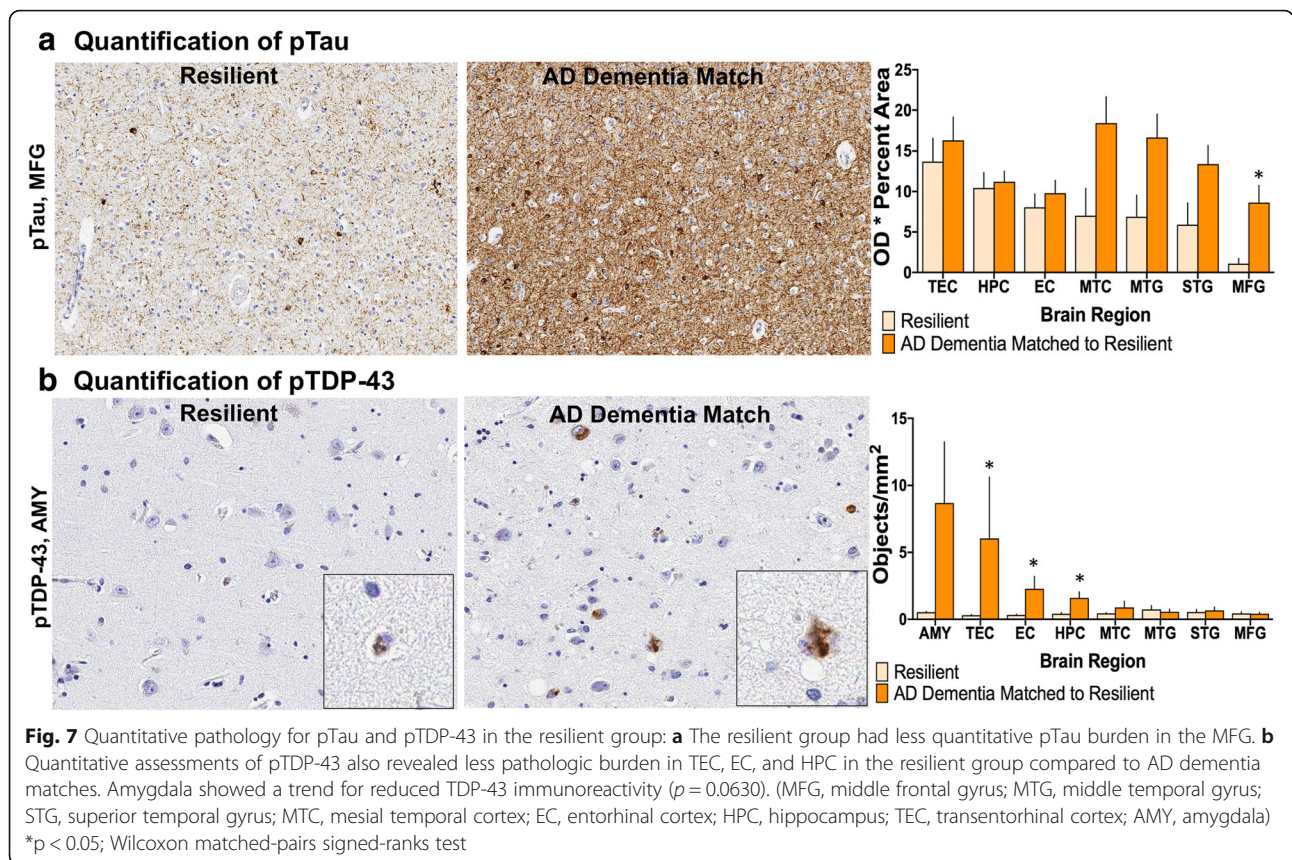 a Quantification of pTau
Resilient
AD Dementia Match
pTau, MFG
OD * Percent Area
25
20
15
10
5
0
*
TEC HPC EC MTC MTG STG MFG
Brain Region
Resilient
AD Dementia Matched to Resilient
b Quantification of pTDP-43
Resilient
AD Dementia Match
pTDP-43, AMY
Objects/mm²
15
10
5
0
* * *
AMY TEC EC HPC MTC MTG STG MFG
Brain Region
Resilient
AD Dementia Matched to Resilient
Fig. 7 Quantitative pathology for pTau and pTDP-43 in the resilient group: a The resilient group had less quantitative pTau burden in the MFG. b
Quantitative assessments of pTDP-43 also revealed less pathologic burden in TEC, EC, and HPC in the resilient group compared to AD dementia
matches. Amygdala showed a trend for reduced TDP-43 immunoreactivity (p = 0.0630). (MFG, middle frontal gyrus; MTG, middle temporal gyrus;
STG, superior temporal gyrus; MTC, mesial temporal cortex; EC, entorhinal cortex; HPC, hippocampus; TEC, transentorhinal cortex; AMY, amygdala)
*p < 0.05; Wilcoxon matched-pairs signed-ranks test